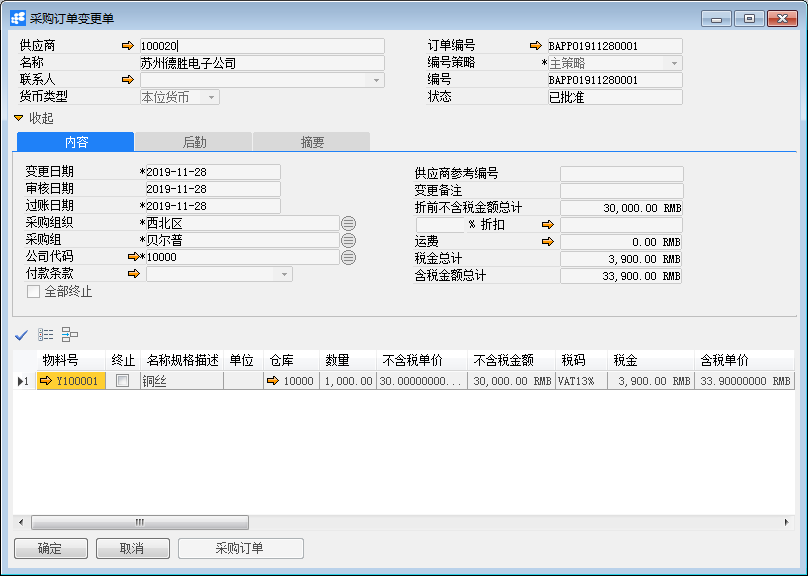 采购订单变更单
供应商 100020 订单编号 BAPP01911280001
名称 苏州德胜电子公司 编号策略 *主策略
联系人 编号 BAPP01911280001
货币类型 本位货币 状态 已批准
收起
内容 后勤 摘要
变更日期 *2019-11-28 供应商参考编号
审核日期 2019-11-28 变更备注
过账日期 *2019-11-28 折前不含税金额总计 30,000.00 RMB
采购组织 *西北区 % 折扣
采购组 *贝尔普 运费 0.00 RMB
公司代码 *10000 税金总计 3,900.00 RMB
付款条款 含税金额总计 33,900.00 RMB
全部终止
物料号 终止 名称规格描述 单位 仓库 数量 不含税单价 不含税金额 税码 税金 含税单价
1 Y100001 铜丝 10000 1,000.00 30.00000000... 30,000.00 RMB VAT13% 3,900.00 RMB 33.90000000 RMB
确定 取消 采购订单